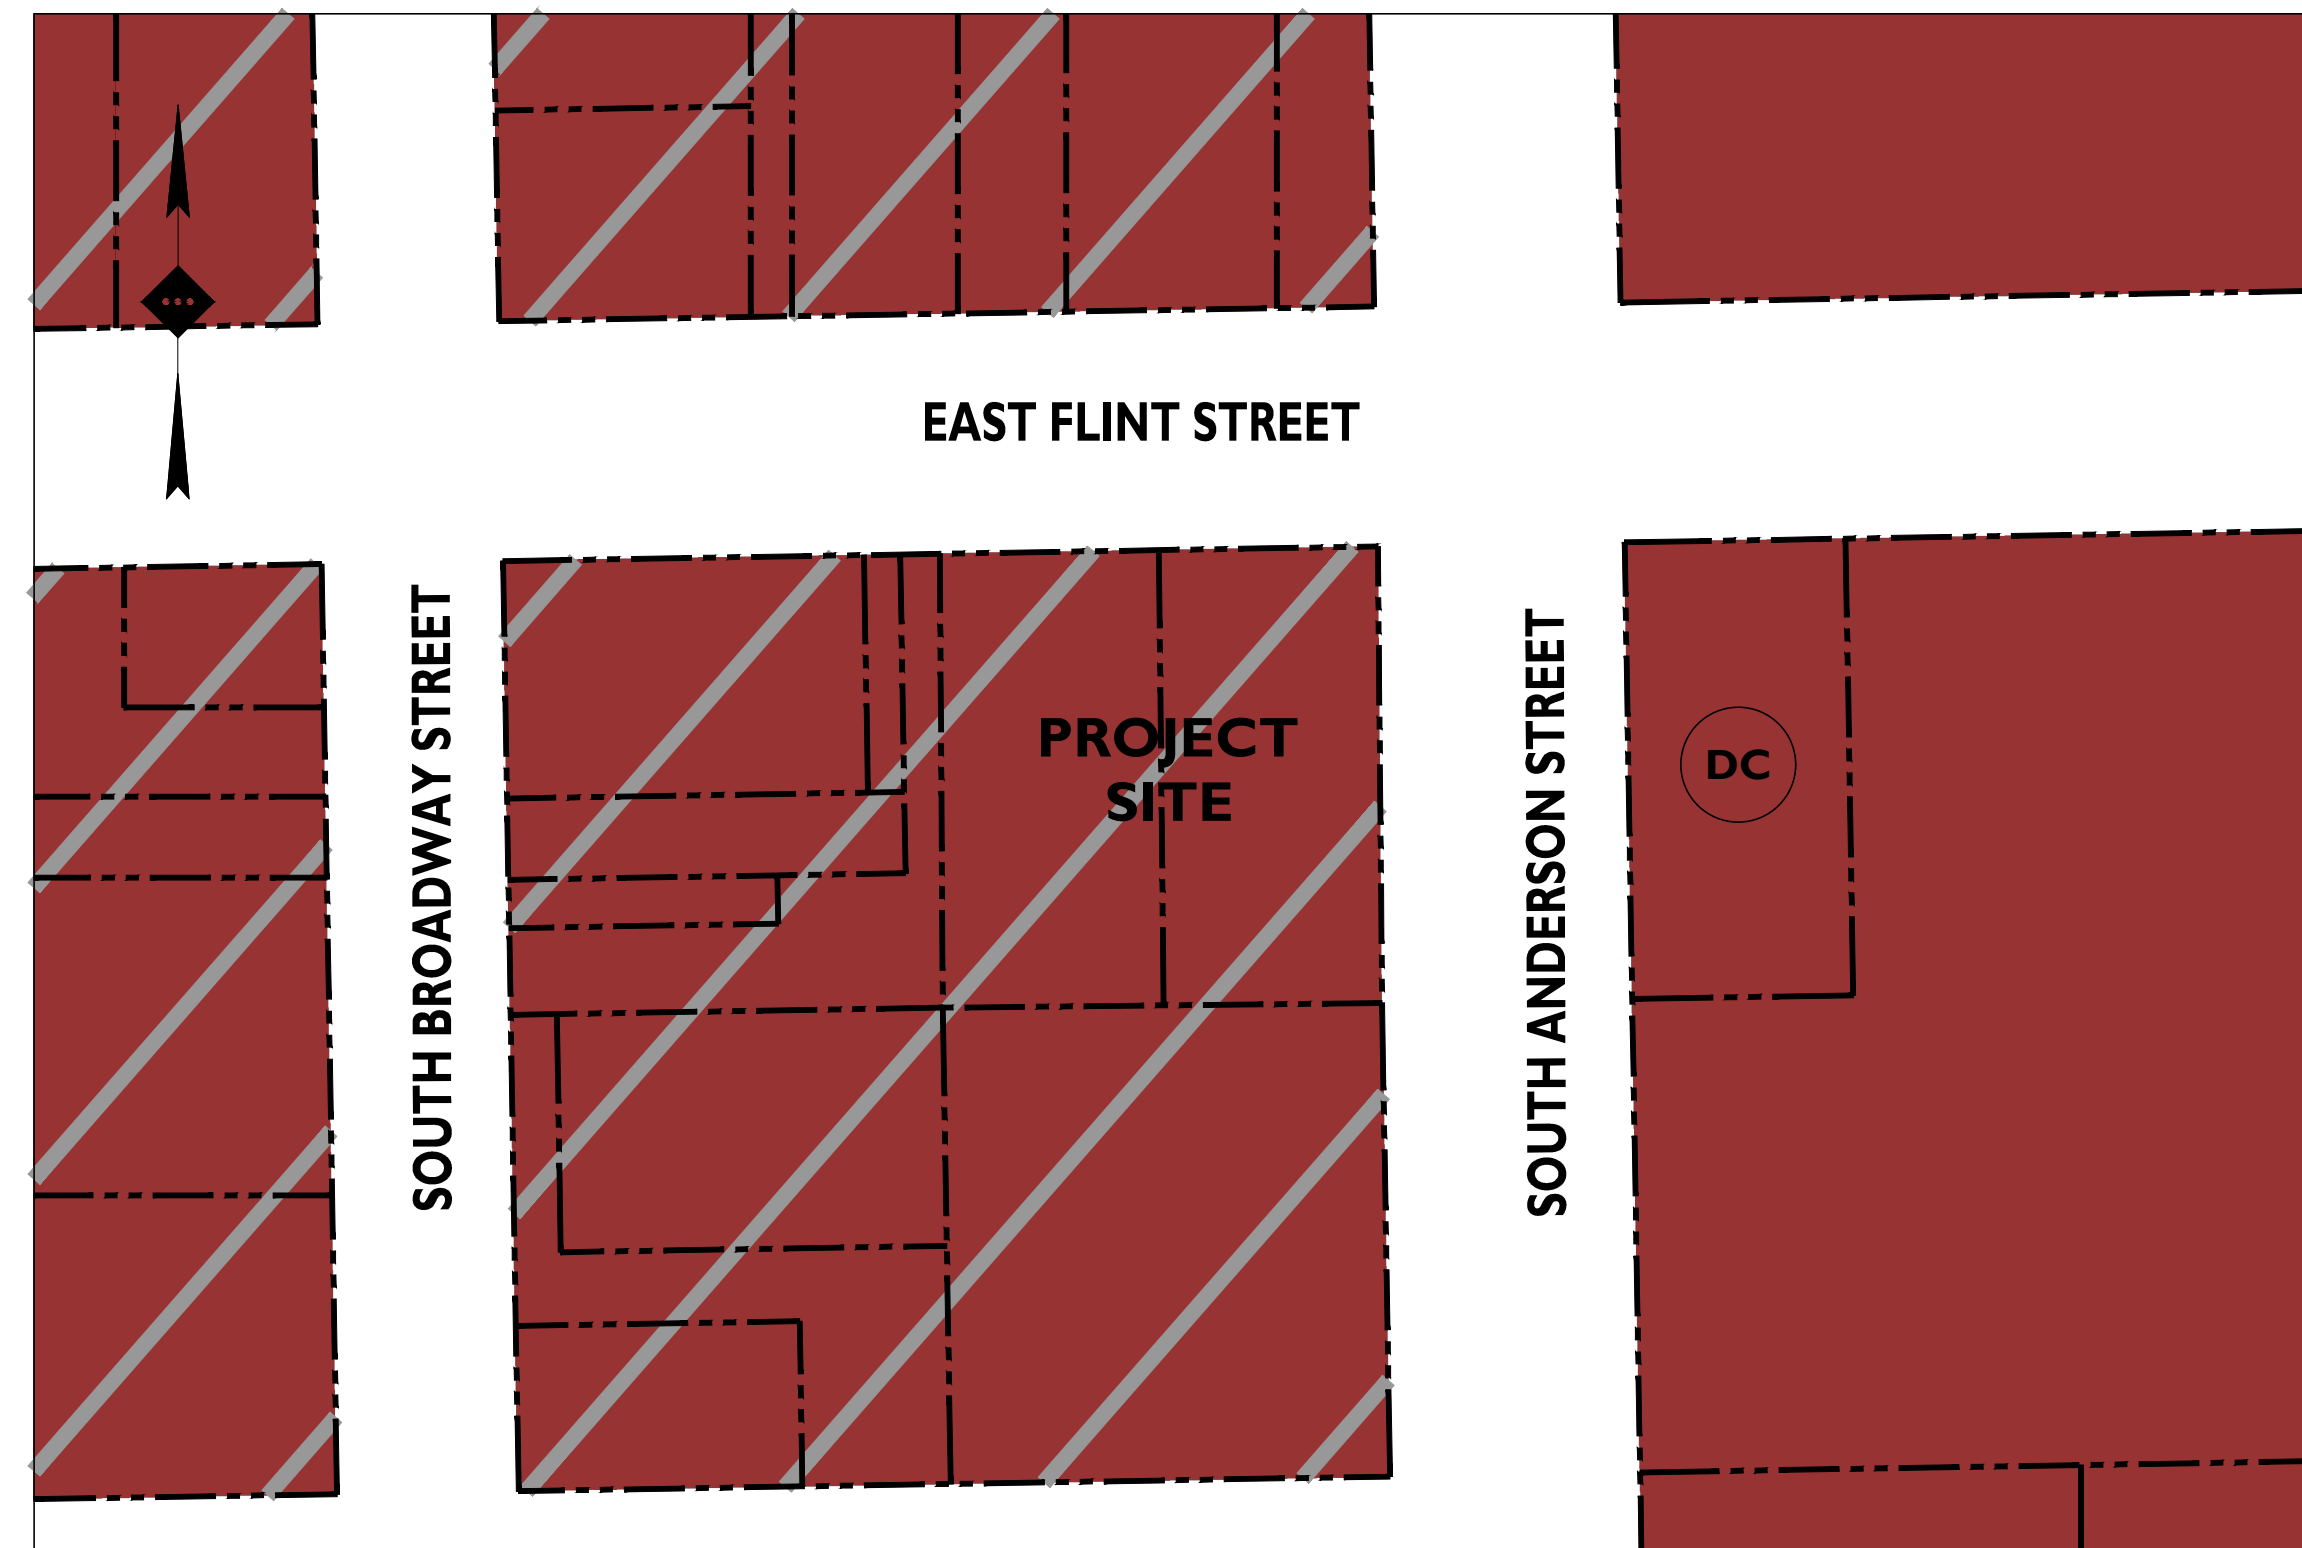 EAST FLINT STREET
SOUTH BROADWAY STREET
PROJECT
SITE
SOUTH ANDERSON STREET
DC